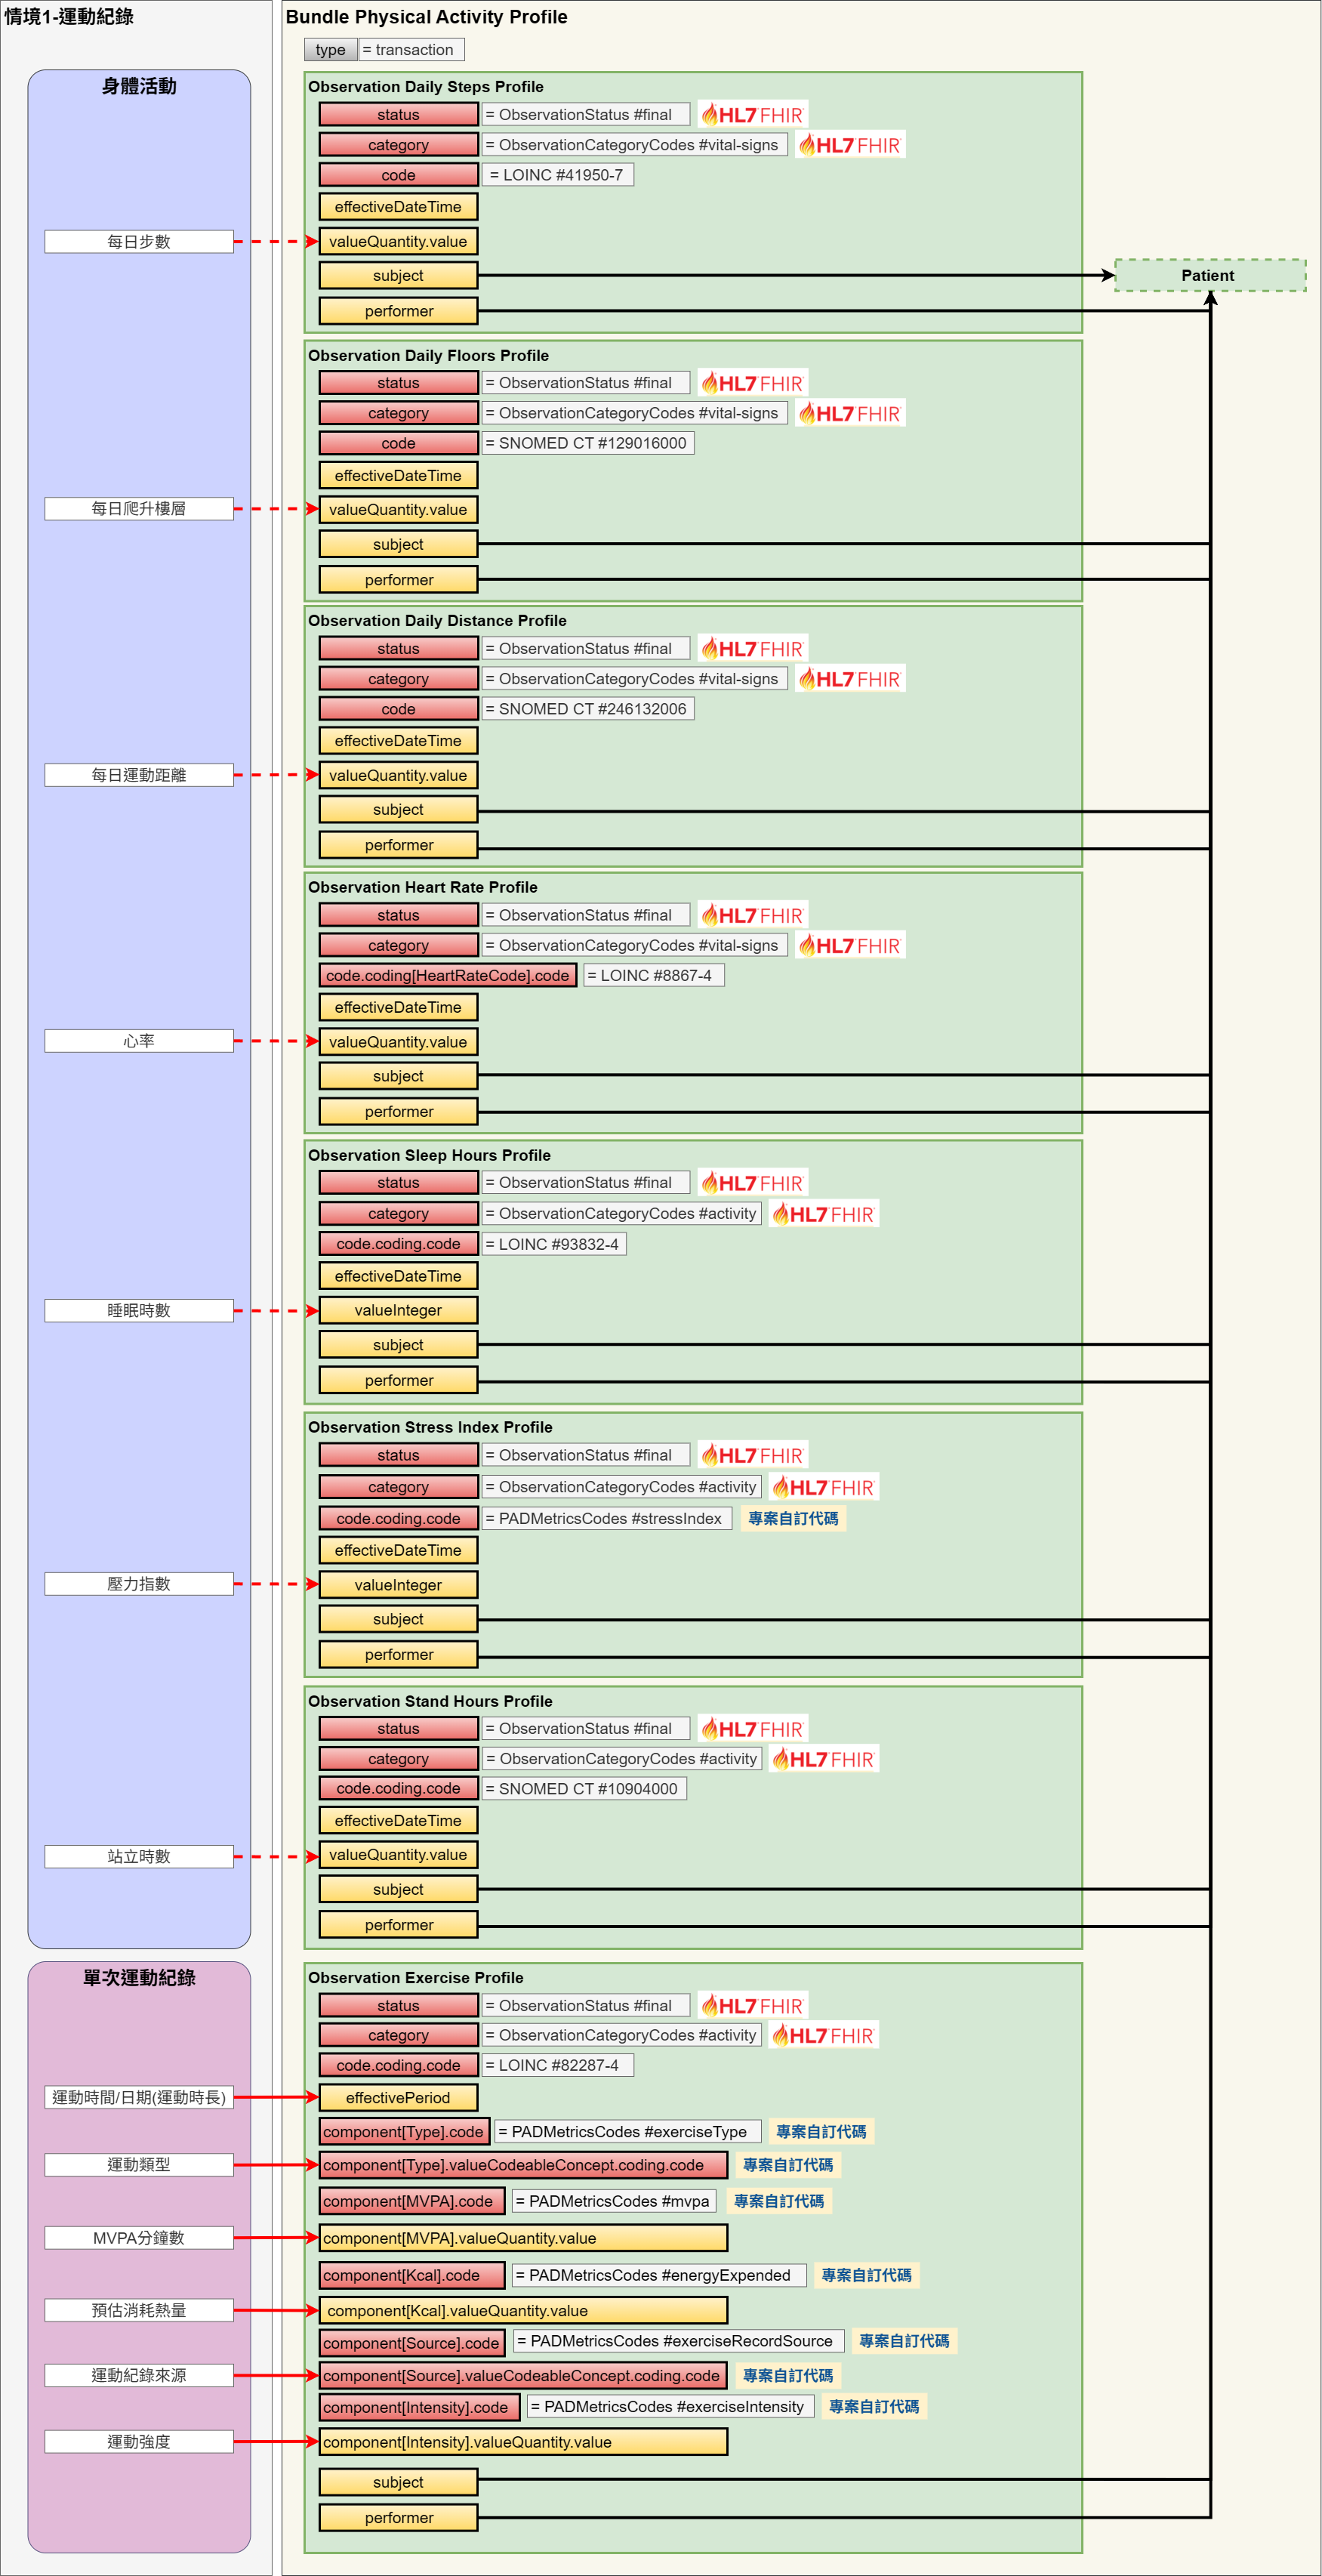 情境1-運動紀錄
Bundle Physical Activity Profile
type = transaction
身體活動
Observation Daily Steps Profile
status = ObservationStatus #final HL7 FHIR
category = ObservationCategoryCodes #vital-signs HL7 FHIR
code = LOINC #41950-7
effectiveDateTime
每日步數 valueQuantity.value
subject Patient
performer
Observation Daily Floors Profile
status = ObservationStatus #final HL7 FHIR
category = ObservationCategoryCodes #vital-signs HL7 FHIR
code = SNOMED CT #129016000
effectiveDateTime
每日爬升樓層 valueQuantity.value
subject
performer
Observation Daily Distance Profile
status = ObservationStatus #final HL7 FHIR
category = ObservationCategoryCodes #vital-signs HL7 FHIR
code = SNOMED CT #246132006
effectiveDateTime
每日運動距離 valueQuantity.value
subject
performer
Observation Heart Rate Profile
status = ObservationStatus #final HL7 FHIR
category = ObservationCategoryCodes #vital-signs HL7 FHIR
code.coding[HeartRateCode].code = LOINC #8867-4
effectiveDateTime
心率 valueQuantity.value
subject
performer
Observation Sleep Hours Profile
status = ObservationStatus #final HL7 FHIR
category = ObservationCategoryCodes #activity HL7 FHIR
code.coding.code = LOINC #93832-4
effectiveDateTime
睡眠時數 valueInteger
subject
performer
Observation Stress Index Profile
status = ObservationStatus #final HL7 FHIR
category = ObservationCategoryCodes #activity HL7 FHIR
code.coding.code = PADMetricsCodes #stressIndex 專案自訂代碼
effectiveDateTime
壓力指數 valueInteger
subject
performer
Observation Stand Hours Profile
status = ObservationStatus #final HL7 FHIR
category = ObservationCategoryCodes #activity HL7 FHIR
code.coding.code = SNOMED CT #10904000
effectiveDateTime
站立時數 valueQuantity.value
subject
performer
單次運動紀錄
Observation Exercise Profile
status = ObservationStatus #final HL7 FHIR
category = ObservationCategoryCodes #activity HL7 FHIR
code.coding.code = LOINC #82287-4
運動時間/日期(運動時長) effectivePeriod
component[Type].code = PADMetricsCodes #exerciseType 專案自訂代碼
運動類型 component[Type].valueCodeableConcept.coding.code 專案自訂代碼
component[MVPA].code = PADMetricsCodes #mvpa 專案自訂代碼
MVPA分鐘數 component[MVPA].valueQuantity.value
component[Kcal].code = PADMetricsCodes #energyExpended 專案自訂代碼
預估消耗熱量 component[Kcal].valueQuantity.value
component[Source].code = PADMetricsCodes #exerciseRecordSource 專案自訂代碼
運動紀錄來源 component[Source].valueCodeableConcept.coding.code 專案自訂代碼
component[Intensity].code = PADMetricsCodes #exerciseIntensity 專案自訂代碼
運動強度 component[Intensity].valueQuantity.value
subject
performer